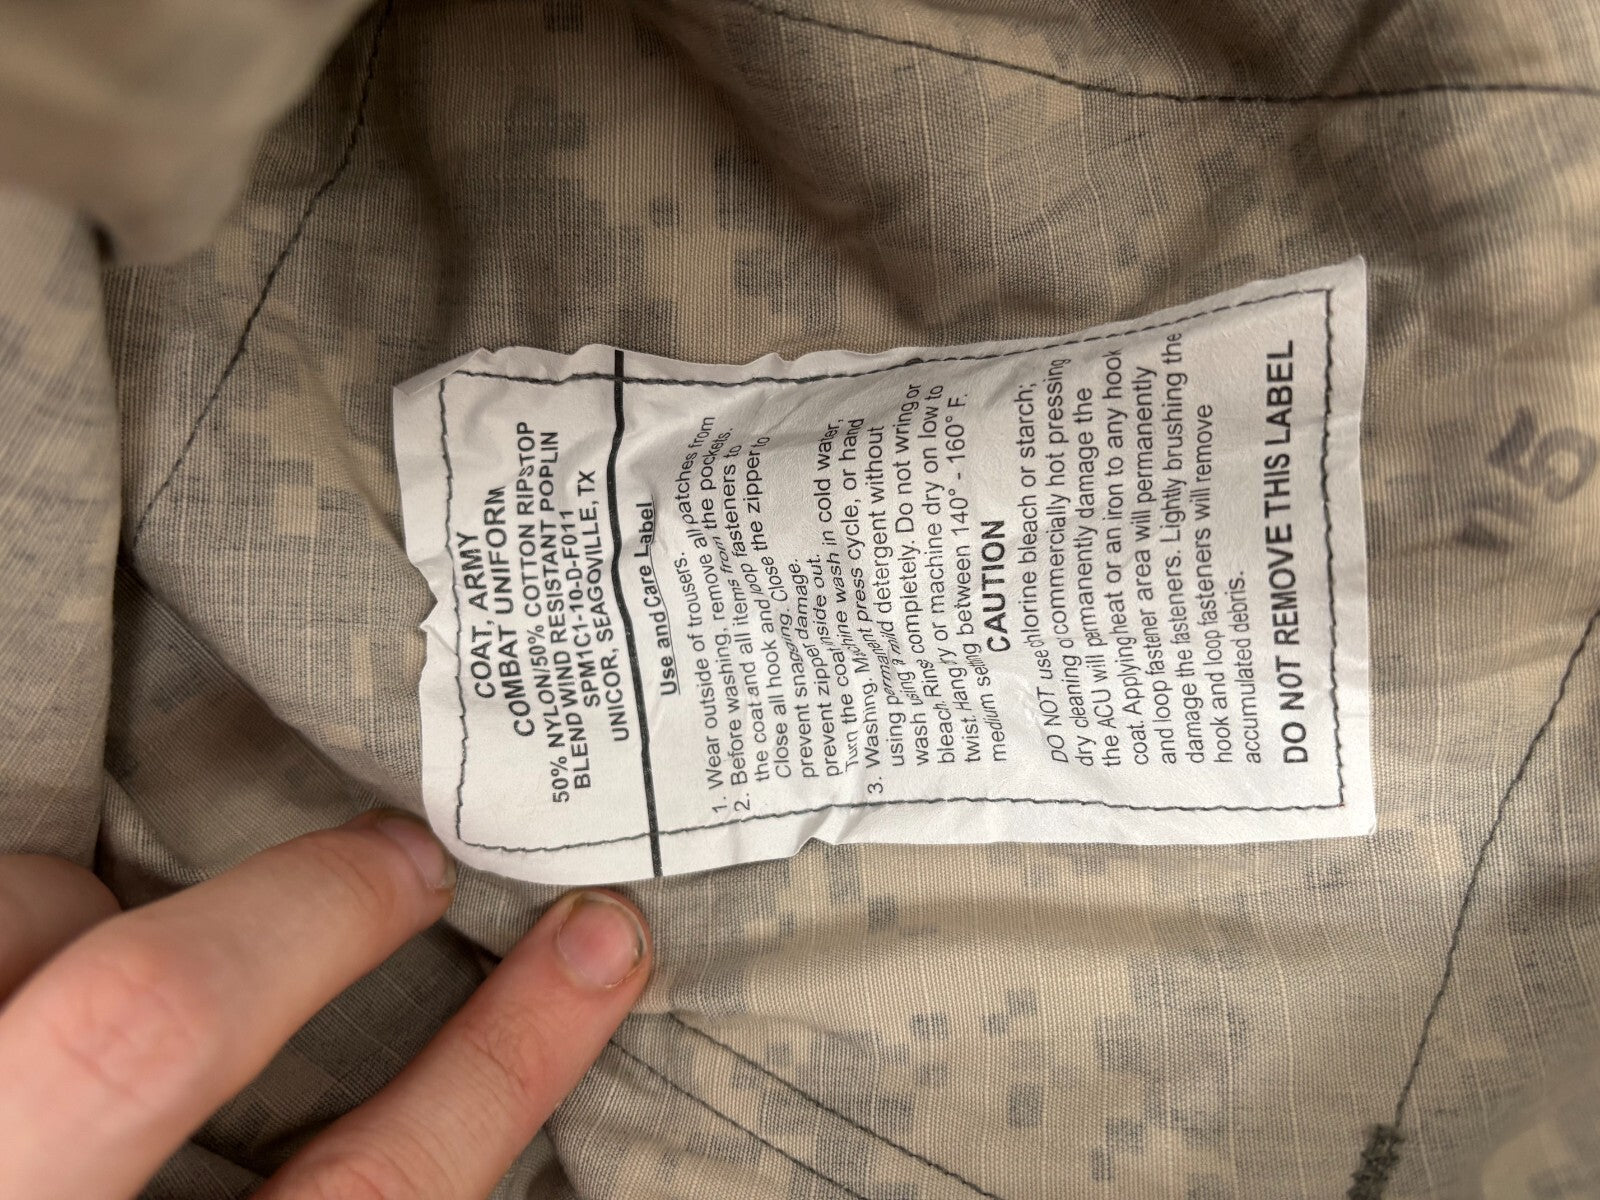 COAT, ARMY
COMBAT UNIFORM
50% NYLON/50% COTTON RIPSTOP
BLEND WIND RESISTANT POPLIN
SPM1C1-10-D-F011
UNICOR, SEAGOVILLE, TX
Use and Care Label
1. Wear outside of trousers.
2. Before washing, remove all patches from
the coat and all items from the pockets.
Close all hook and loop fasteners to
prevent snagging. Close the zipper to
prevent zipper damage.
Turn the coat inside out.
3. Washing. Machine wash in cold water,
using permanent press cycle, or hand
wash using a mild detergent without
bleach. Rinse completely. Do not wring or
twist. Hang dry or machine dry on low to
medium setting between 140° - 160° F.
CAUTION
DO NOT use chlorine bleach or starch;
dry cleaning or commercially hot pressing
the ACU will permanently damage the
coat. Applying heat or an iron to any hook
and loop fastener area will permanently
damage the fasteners. Lightly brushing the
hook and loop fasteners will remove
accumulated debris.
DO NOT REMOVE THIS LABEL